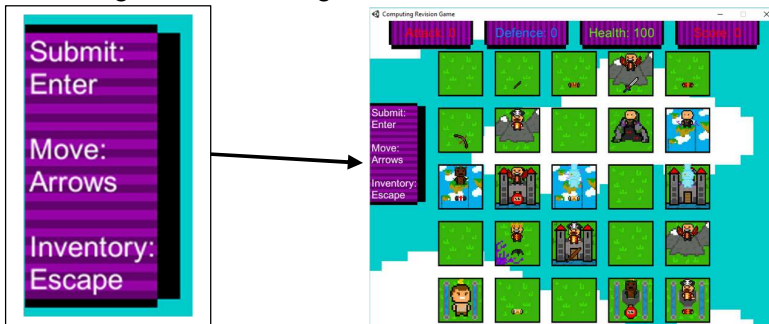 Submit:
Enter
Move:
Arrows
Inventory:
Escape
Computing Revision Game
Attack: 0
Defence: 0
Health: 100
Score: 0
Submit:
Enter
Move:
Arrows
Inventory:
Escape